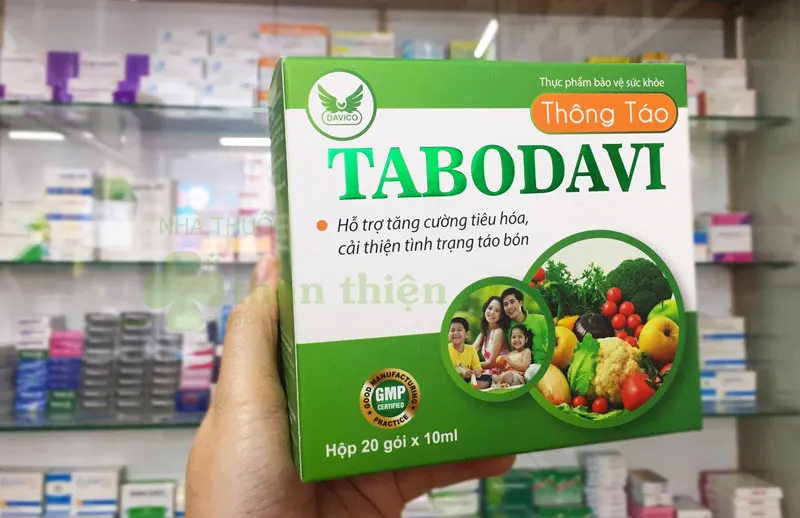 DAVICO
Thực phẩm bảo vệ sức khỏe
Thông Táo
TABODAVI
Hỗ trợ tăng cường tiêu hóa,
cải thiện tình trạng táo bón
NHÀ THUỐC
thân thiện
GOOD MANUFACTURING
GMP
CERTIFIED
PRACTICE
Hộp 20 gói x 10ml